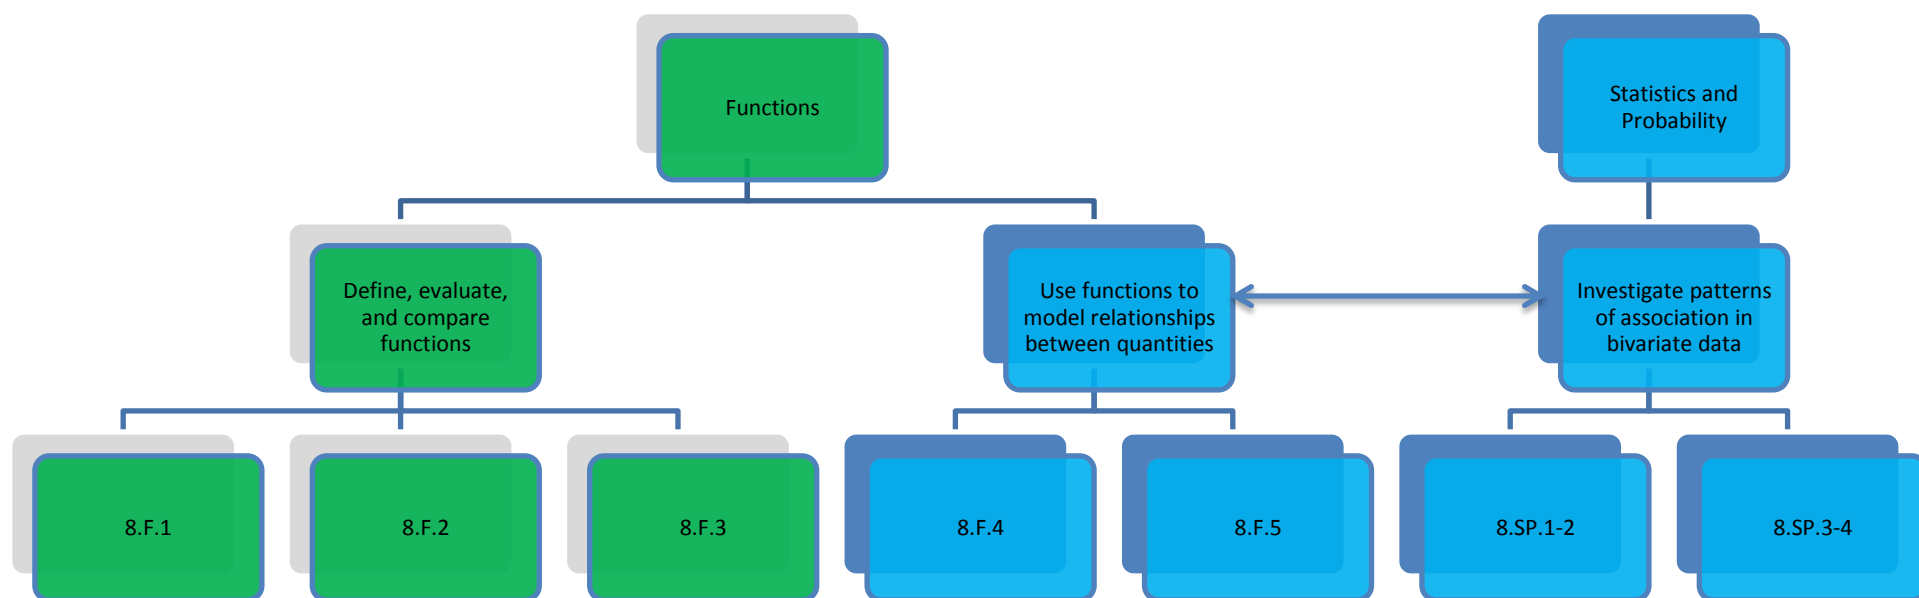 Functions
Statistics and
Probability
Define, evaluate,
and compare
functions
Use functions to
model relationships
between quantities
Investigate patterns
of association in
bivariate data
8.F.1
8.F.2
8.F.3
8.F.4
8.F.5
8.SP.1-2
8.SP.3-4